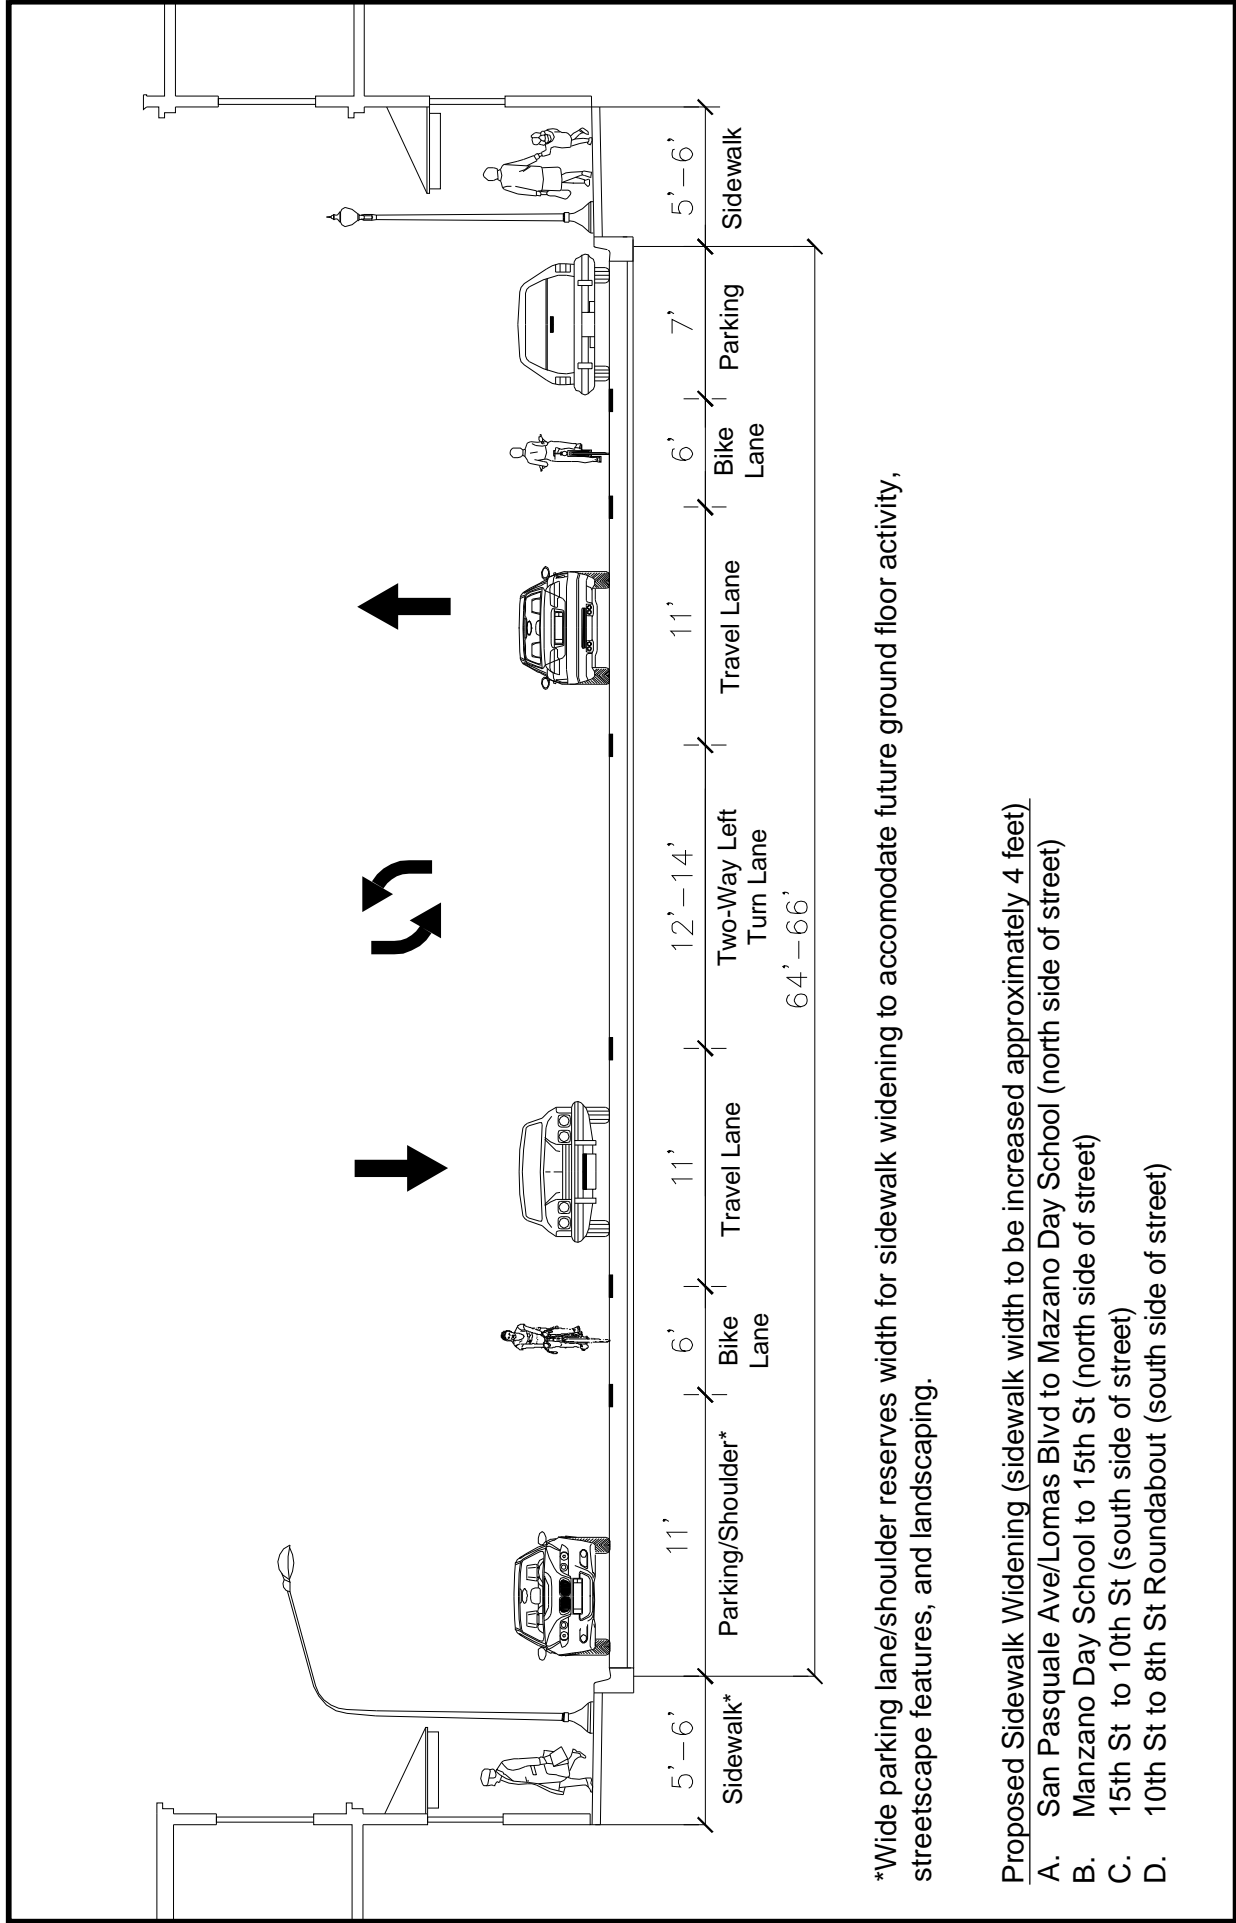 5'-6' 11' 6' 11' 12'-14' 11' 6' 7' 5'-6'
Sidewalk* Parking/Shoulder* Bike Travel Lane Two-Way Left Travel Lane Bike Parking Sidewalk
Lane Turn Lane Lane
64'-66'
*Wide parking lane/shoulder reserves width for sidewalk widening to accomodate future ground floor activity,
streetscape features, and landscaping.
Proposed Sidewalk Widening (sidewalk width to be increased approximately 4 feet)
A. San Pasquale Ave/Lomas Blvd to Mazano Day School (north side of street)
B. Manzano Day School to 15th St (north side of street)
C. 15th St to 10th St (south side of street)
D. 10th St to 8th St Roundabout (south side of street)